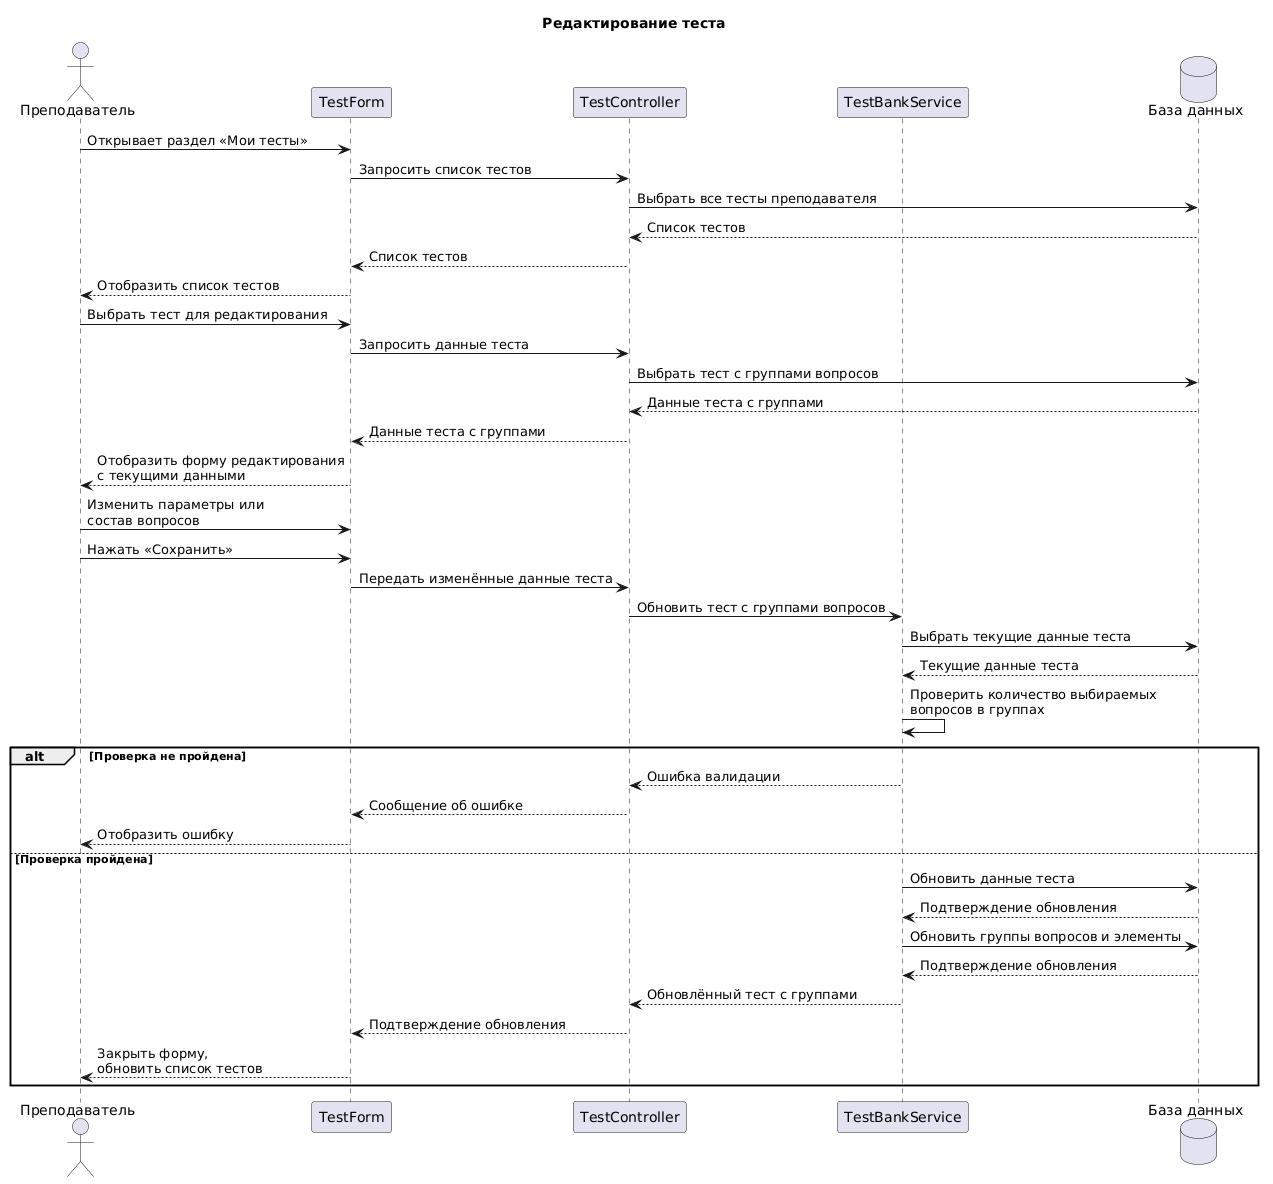 Редактирование теста
Преподаватель
TestForm
TestController
TestBankService
База данных
Открывает раздел «Мои тесты»
Запросить список тестов
Выбрать все тесты преподавателя
Список тестов
Список тестов
Отобразить список тестов
Выбрать тест для редактирования
Запросить данные теста
Выбрать тест с группами вопросов
Данные теста с группами
Данные теста с группами
Отобразить форму редактирования
с текущими данными
Изменить параметры или
состав вопросов
Нажать «Сохранить»
Передать изменённые данные теста
Обновить тест с группами вопросов
Выбрать текущие данные теста
Текущие данные теста
Проверить количество выбираемых
вопросов в группах
alt [Проверка не пройдена]
Ошибка валидации
Сообщение об ошибке
Отобразить ошибку
[Проверка пройдена]
Обновить данные теста
Подтверждение обновления
Обновить группы вопросов и элементы
Подтверждение обновления
Обновлённый тест с группами
Подтверждение обновления
Закрыть форму,
обновить список тестов
Преподаватель
TestForm
TestController
TestBankService
База данных